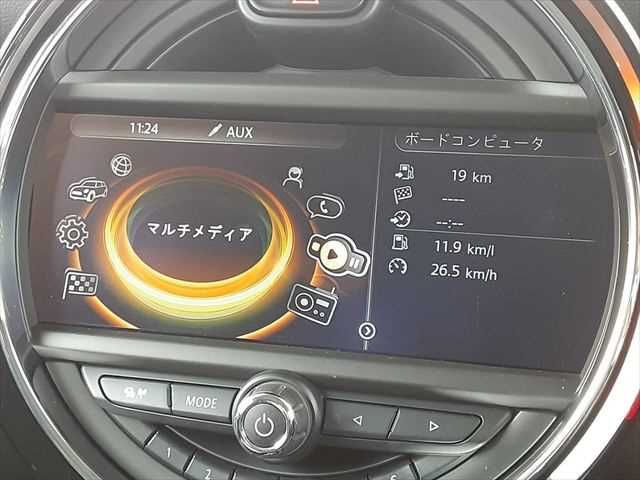 11:24 AUX
ボードコンピュータ
マルチメディア
19 km
----
--:--
11.9 km/l
26.5 km/h
MODE
1
2